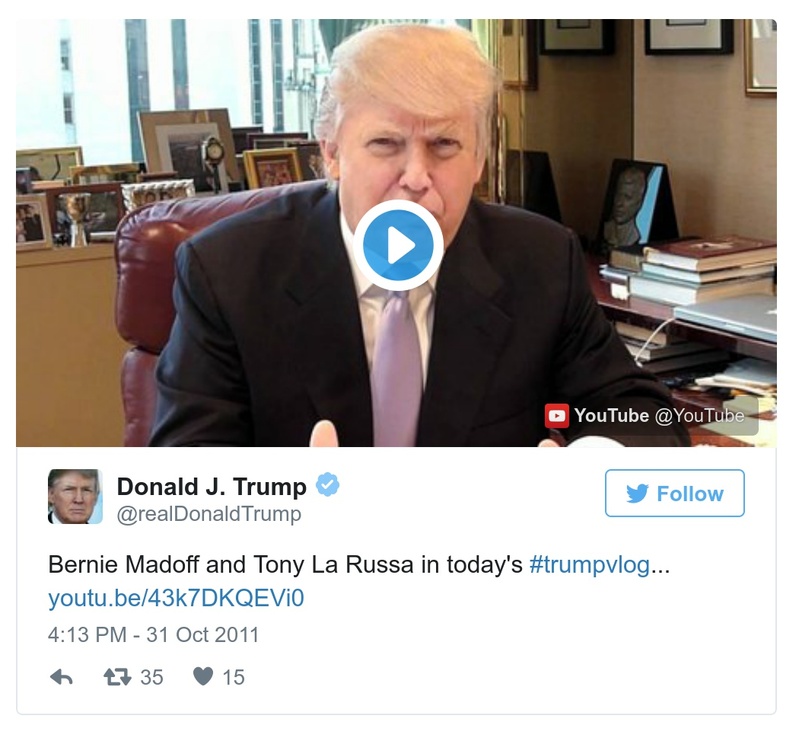 YouTube @YouTube
Donald J. Trump
@realDonaldTrump
Follow
Bernie Madoff and Tony La Russa in today's #trumpvlog...
youtu.be/43k7DKQEVi0
4:13 PM - 31 Oct 2011
35 15